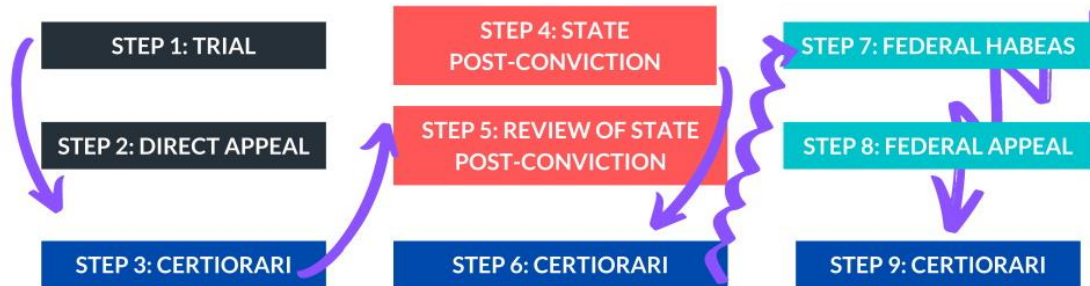 STEP 1: TRIAL
STEP 2: DIRECT APPEAL
STEP 3: CERTIORARI
STEP 4: STATE
POST-CONVICTION
STEP 5: REVIEW OF STATE
POST-CONVICTION
STEP 6: CERTIORARI
STEP 7: FEDERAL HABEAS
STEP 8: FEDERAL APPEAL
STEP 9: CERTIORARI